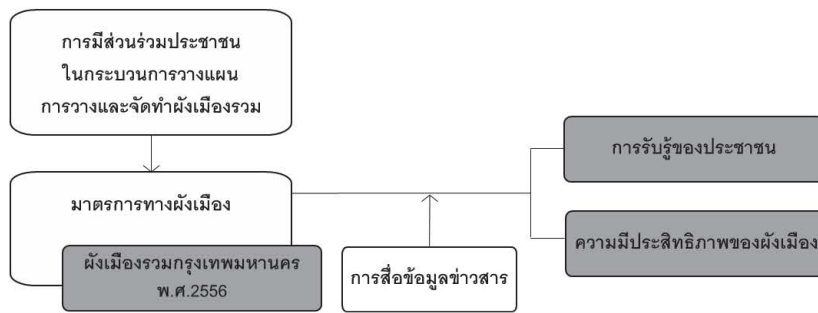 การมีส่วนร่วมประชาชน
ในกระบวนการวางแผน
การวางและจัดทำผังเมืองรวม
การรับรู้ของประชาชน
มาตรการทางผังเมือง
ความมีประสิทธิภาพของผังเมือง
ผังเมืองรวมกรุงเทพมหานคร
พ.ศ.2556
การสื่อข้อมูลข่าวสาร